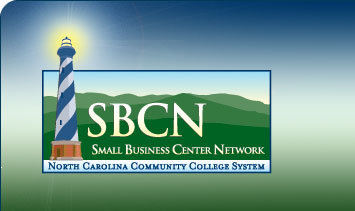 SBCN
SMALL BUSINESS CENTER NETWORK
NORTH CAROLINA COMMUNITY COLLEGE SYSTEM